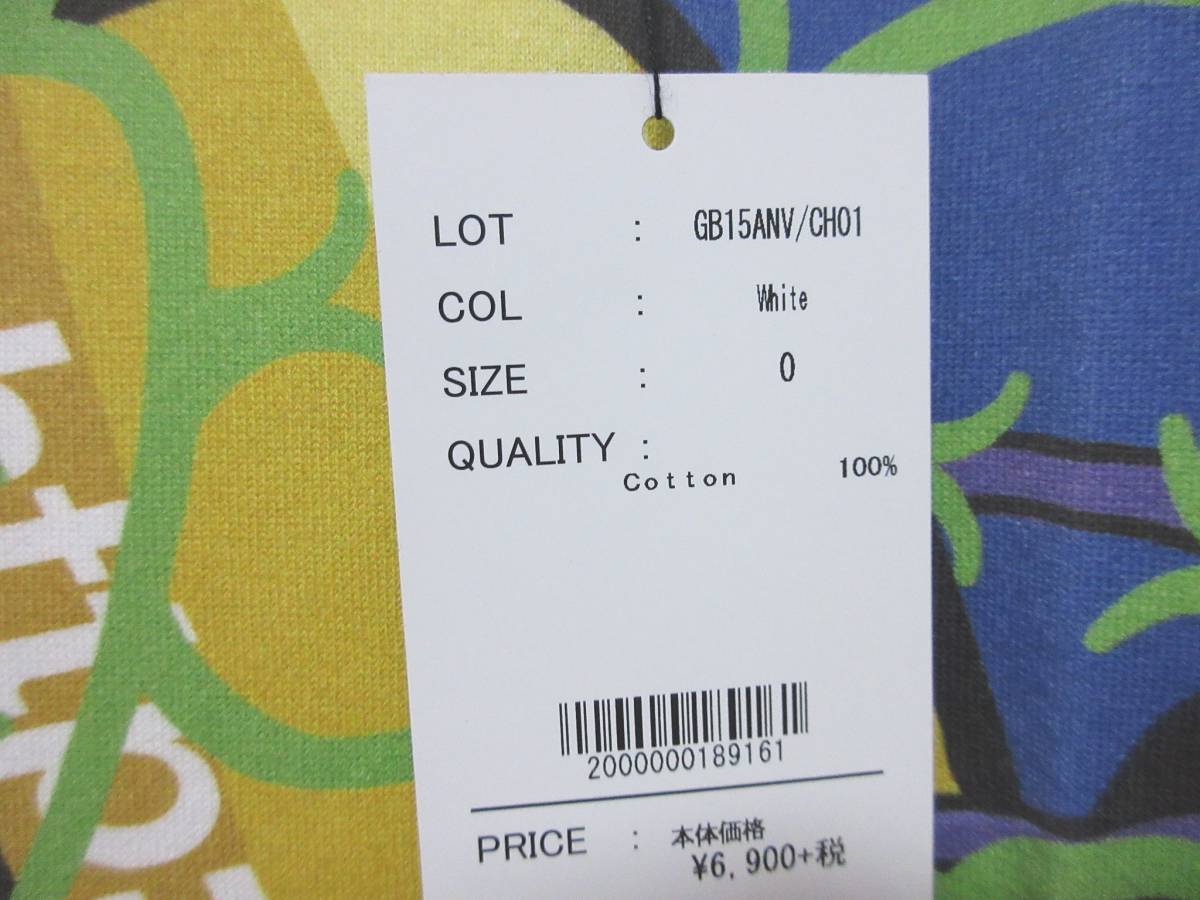 LOT : GB15ANV/CH01
COL : White
SIZE : 0
QUALITY :
Cotton 100%
2000000189161
PRICE : 本体価格
¥6,900+税